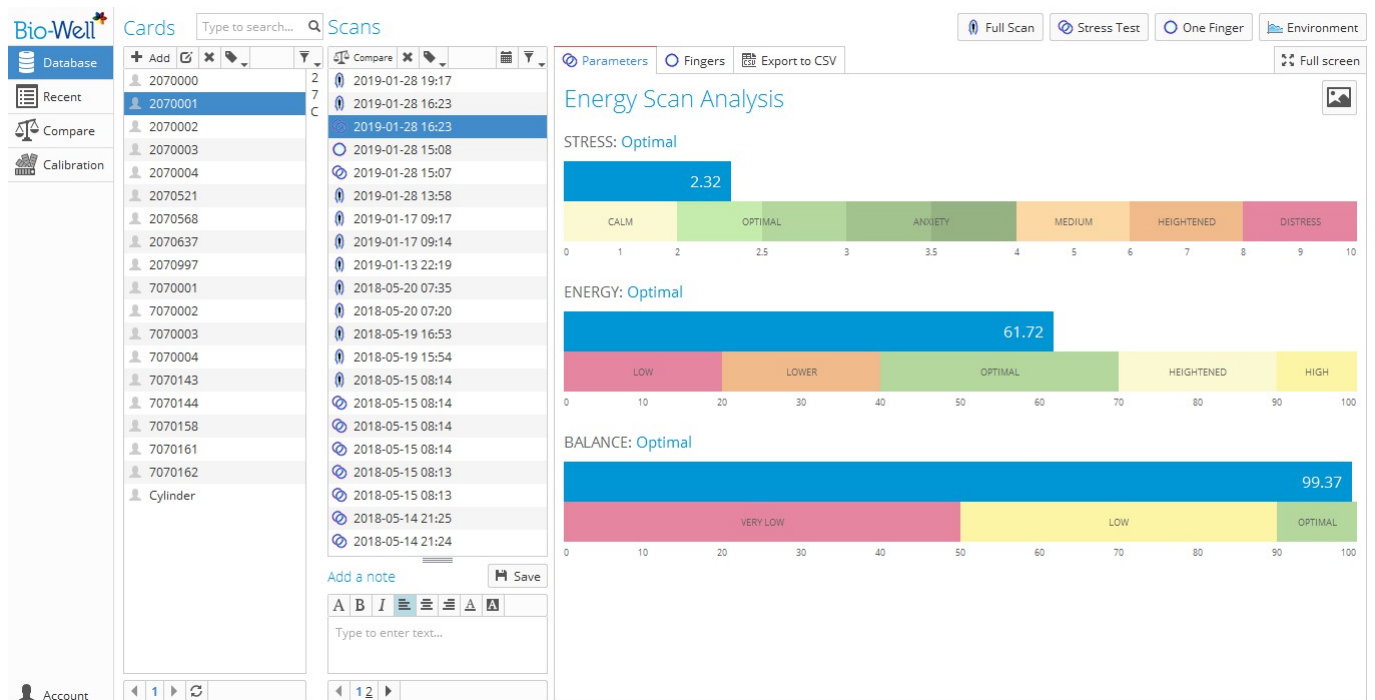 Bio-Well
Database
Recent
Compare
Calibration
Account
Cards
Type to search...
Add
2070000
2070001
2070002
2070003
2070004
2070521
2070568
2070637
2070997
7070001
7070002
7070003
7070004
7070143
7070144
7070158
7070161
7070162
Cylinder
2
7
C
1
Scans
Compare
2019-01-28 19:17
2019-01-28 16:23
2019-01-28 16:23
2019-01-28 15:08
2019-01-28 15:07
2019-01-28 13:58
2019-01-17 09:17
2019-01-17 09:14
2019-01-13 22:19
2018-05-20 07:35
2018-05-20 07:20
2018-05-19 16:53
2018-05-19 15:54
2018-05-15 08:14
2018-05-15 08:14
2018-05-15 08:14
2018-05-15 08:14
2018-05-15 08:13
2018-05-15 08:13
2018-05-14 21:25
2018-05-14 21:24
Add a note
Save
A B I A A
Type to enter text...
1 2
Full Scan Stress Test One Finger Environment
Parameters Fingers CSV Export to CSV Full screen
Energy Scan Analysis
STRESS: Optimal
2.32
CALM OPTIMAL ANXIETY MEDIUM HEIGHTENED DISTRESS
0 1 2 2.5 3 3.5 4 5 6 7 8 9 10
ENERGY: Optimal
61.72
LOW LOWER OPTIMAL HEIGHTENED HIGH
0 10 20 30 40 50 60 70 80 90 100
BALANCE: Optimal
99.37
VERY LOW LOW OPTIMAL
0 10 20 30 40 50 60 70 80 90 100